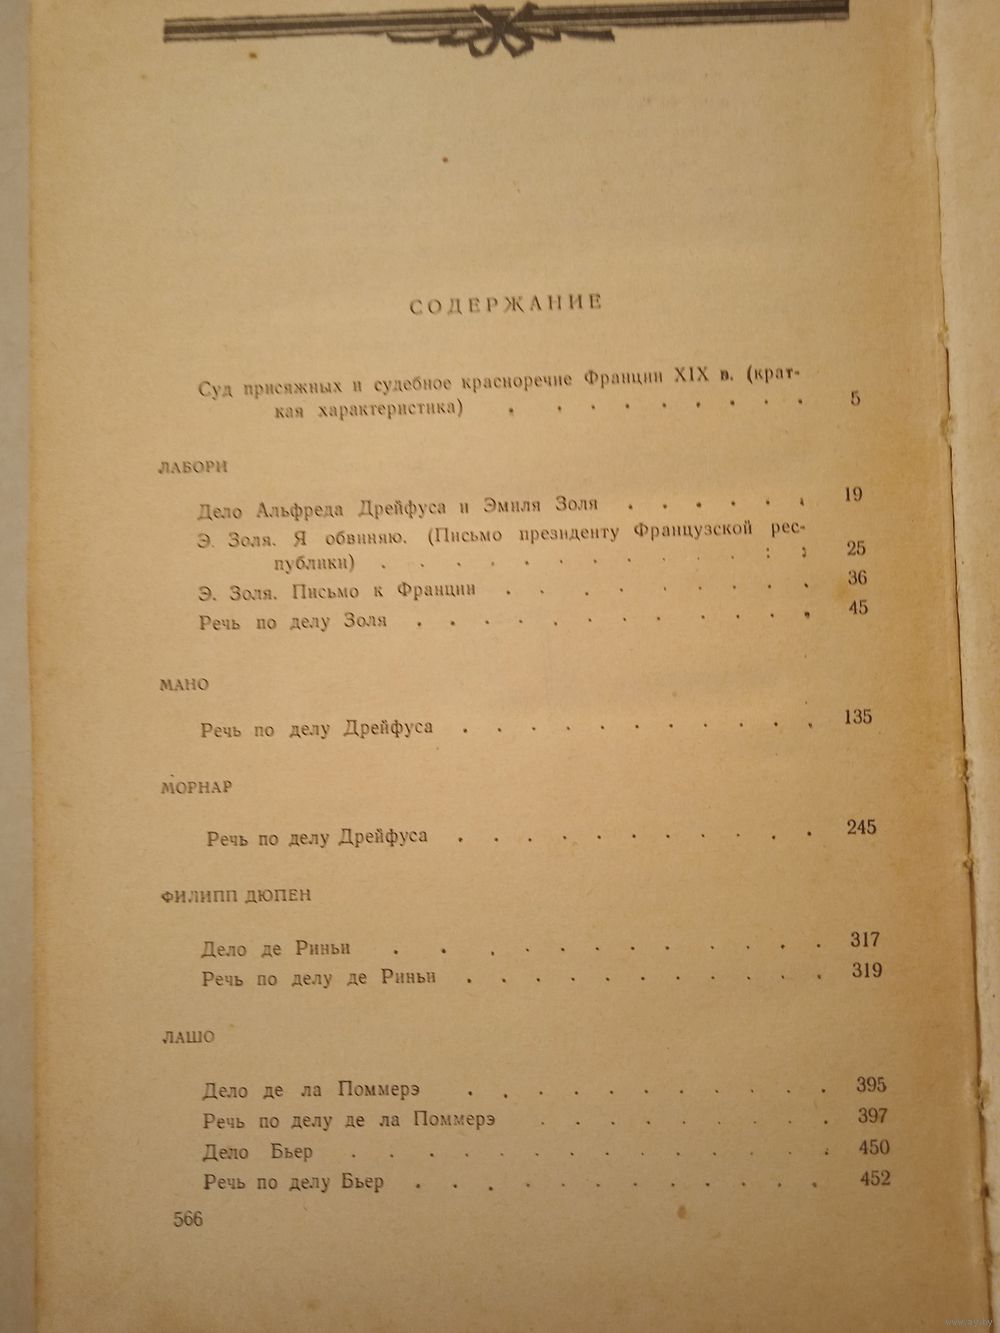 СОДЕРЖАНИЕ
Суд присяжных и судебное красноречие Франции XIX в. (крат-
кая характеристика) . . . . . . . . . 5
ЛАБОРИ
Дело Альфреда Дрейфуса и Эмиля Золя . . . . . . 19
Э. Золя. Я обвиняю. (Письмо президенту Французской рес-
публики) . . . . . . . . . . . . . 25
Э. Золя. Письмо к Франции . . . . . . . . . 36
Речь по делу Золя . . . . . . . . . . . . 45
МАНО
Речь по делу Дрейфуса . . . . . . . . . . . 135
МОРНАР
Речь по делу Дрейфуса . . . . . . . . . . . 245
ФИЛИПП ДЮПЕН
Дело де Риньи . . . . . . . . . . . . 317
Речь по делу де Риньи . . . . . . . . . . . 319
ЛАШО
Дело де ла Поммерэ . . . . . . . . . . . 395
Речь по делу де ла Поммерэ . . . . . . . . . 397
Дело Бьер . . . . . . . . . . . . . . 450
Речь по делу Бьер . . . . . . . . . . . . 452
566
www.ay.by